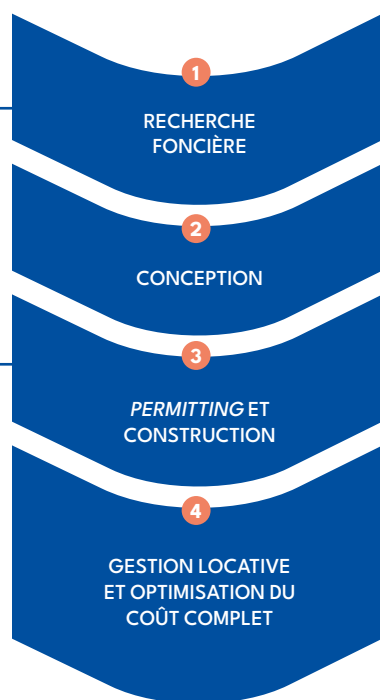 1
RECHERCHE
FONCIÈRE
2
CONCEPTION
3
PERMITTING ET
CONSTRUCTION
4
GESTION LOCATIVE
ET OPTIMISATION DU
COÛT COMPLET